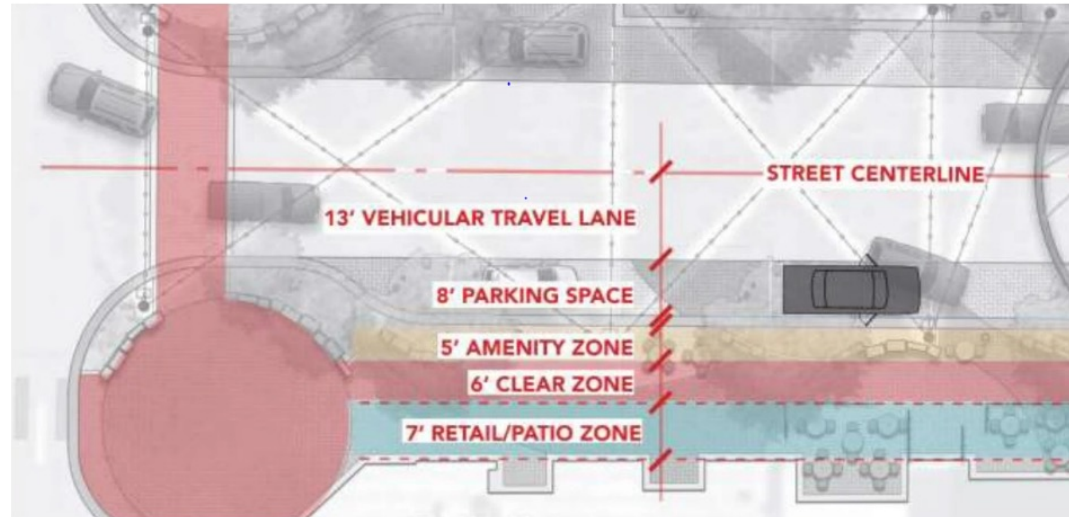 STREET CENTERLINE
13’ VEHICULAR TRAVEL LANE
8’ PARKING SPACE
5’ AMENITY ZONE
6’ CLEAR ZONE
7’ RETAIL/PATIO ZONE